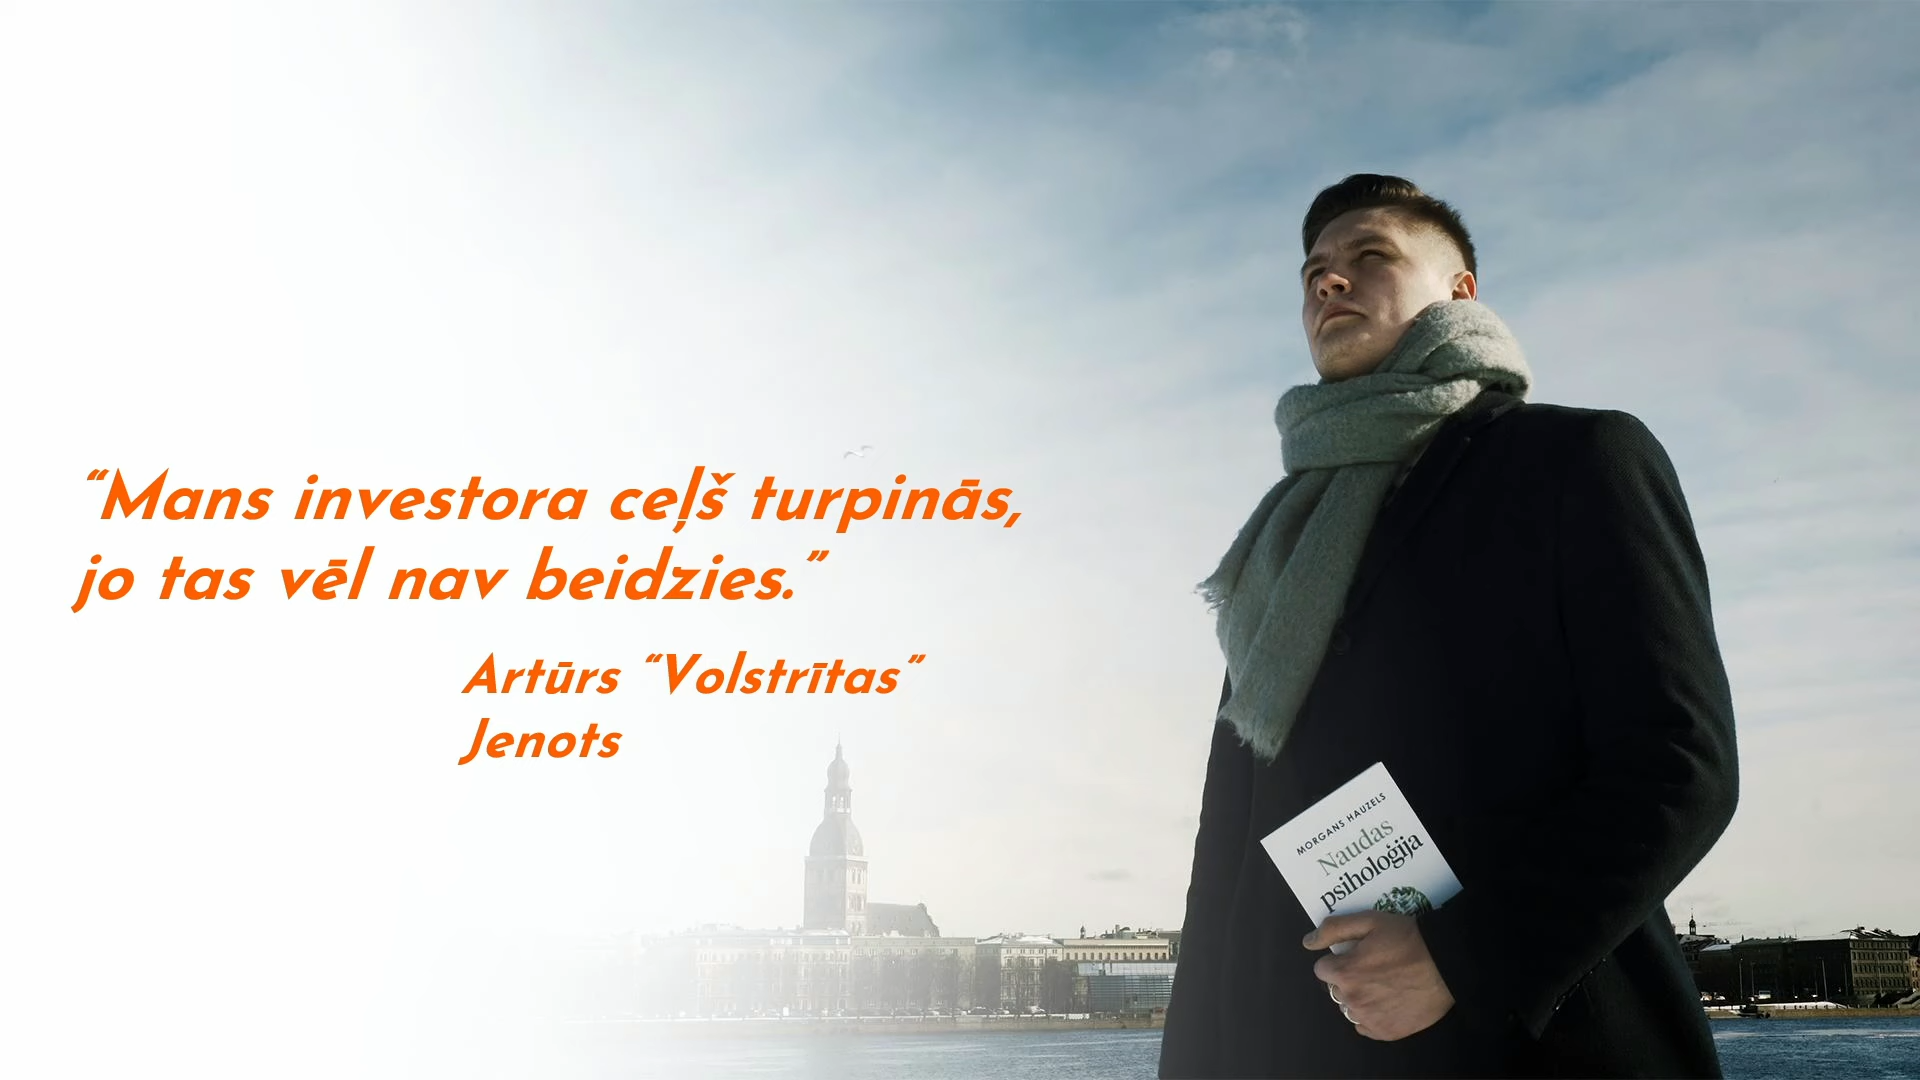 “Mans investora ceļš turpinās,
jo tas vēl nav beidzies.”
Artūrs “Volstrītas”
Jenots
MORGANS HAUZELS
Naudas
psiholoģija